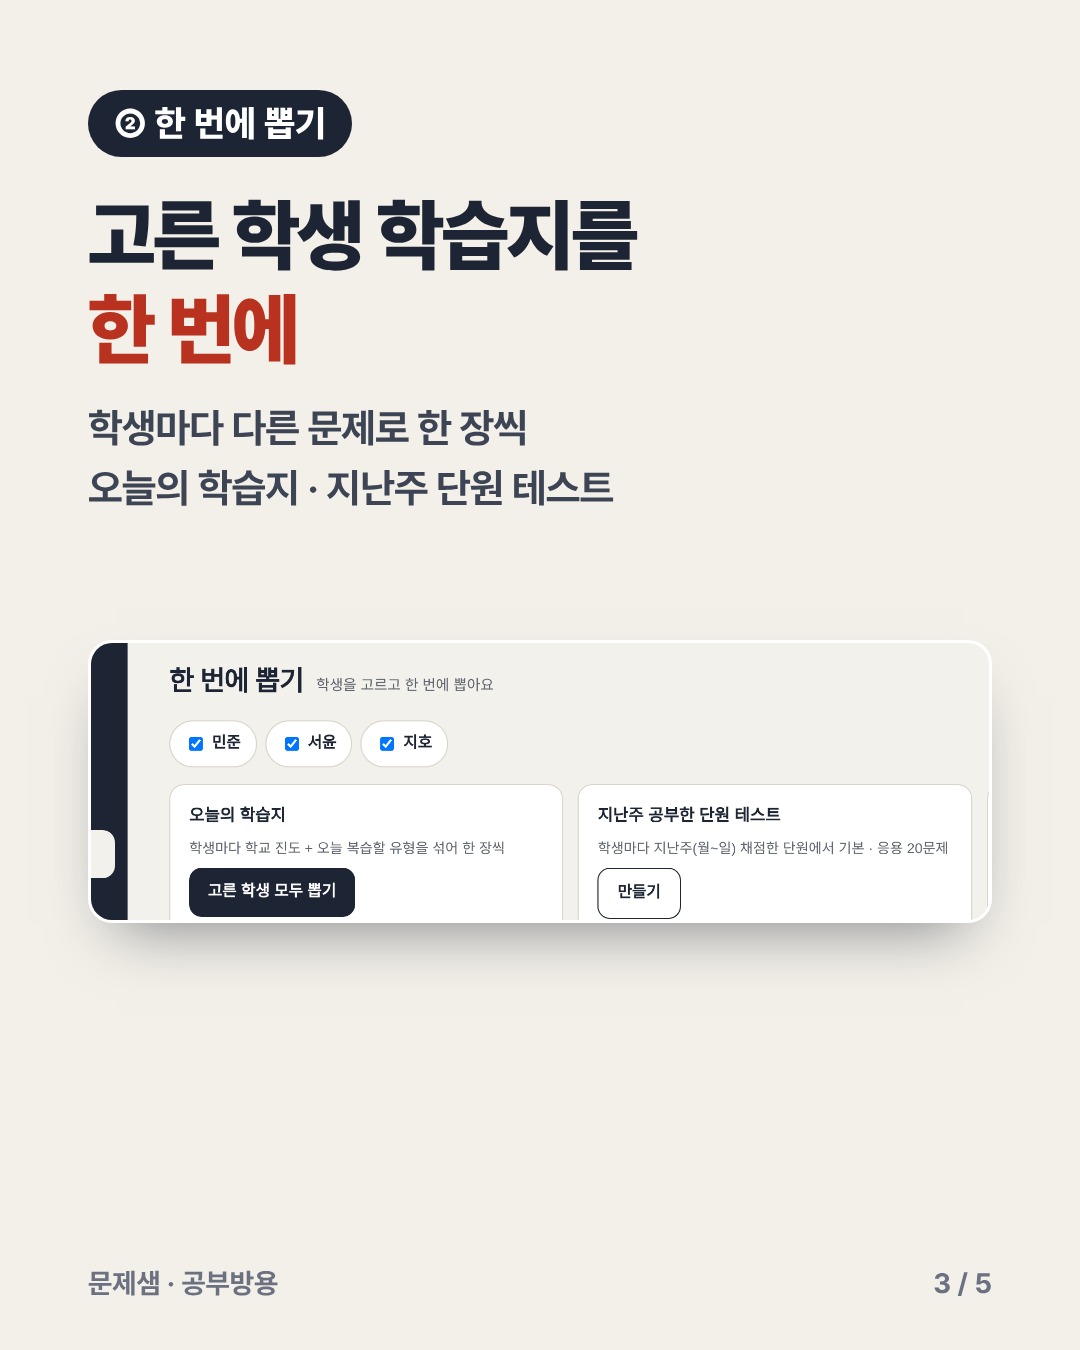 ❷ 한 번에 뽑기
고른 학생 학습지를
한 번에
학생마다 다른 문제로 한 장씩
오늘의 학습지 · 지난주 단원 테스트
한 번에 뽑기 학생을 고르고 한 번에 뽑아요
민준 서윤 지호
오늘의 학습지
학생마다 학교 진도 + 오늘 복습할 유형을 섞어 한 장씩
고른 학생 모두 뽑기
지난주 공부한 단원 테스트
학생마다 지난주(월~일) 채점한 단원에서 기본 · 응용 20문제
만들기
문제샘 · 공부방용
3 / 5